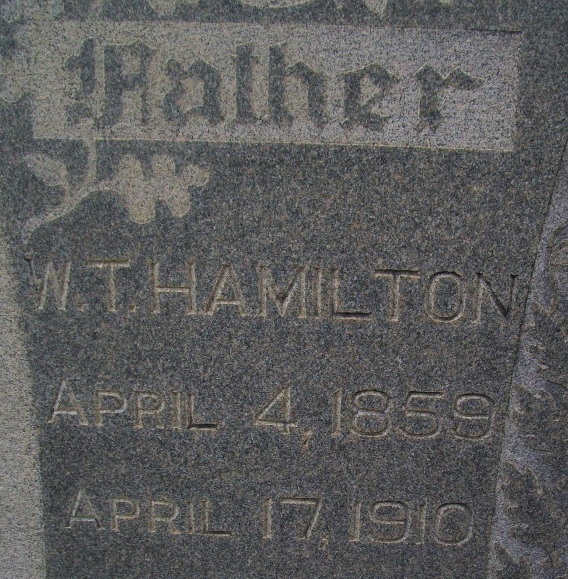 Father
W.T. HAMILTON
APRIL 4, 1859
APRIL 17, 1910